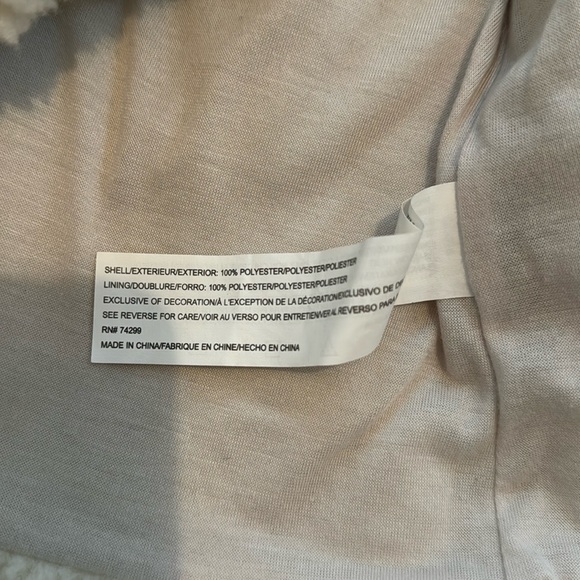 SHELL/EXTERIEUR/EXTERIOR: 100% POLYESTER/POLYESTER/POLIESTER
LINING/DOUBLURE/FORRO: 100% POLYESTER/POLYESTER/POLIESTER
EXCLUSIVE OF DECORATION/À L'EXCEPTION DE LA DÉCORATION/EXCLUSIVO DE
SEE REVERSE FOR CARE/VOIR AU VERSO POUR ENTRETIEN/VER AL REVERSO PARA
RN# 74299
MADE IN CHINA/FABRIQUE EN CHINE/HECHO EN CHINA